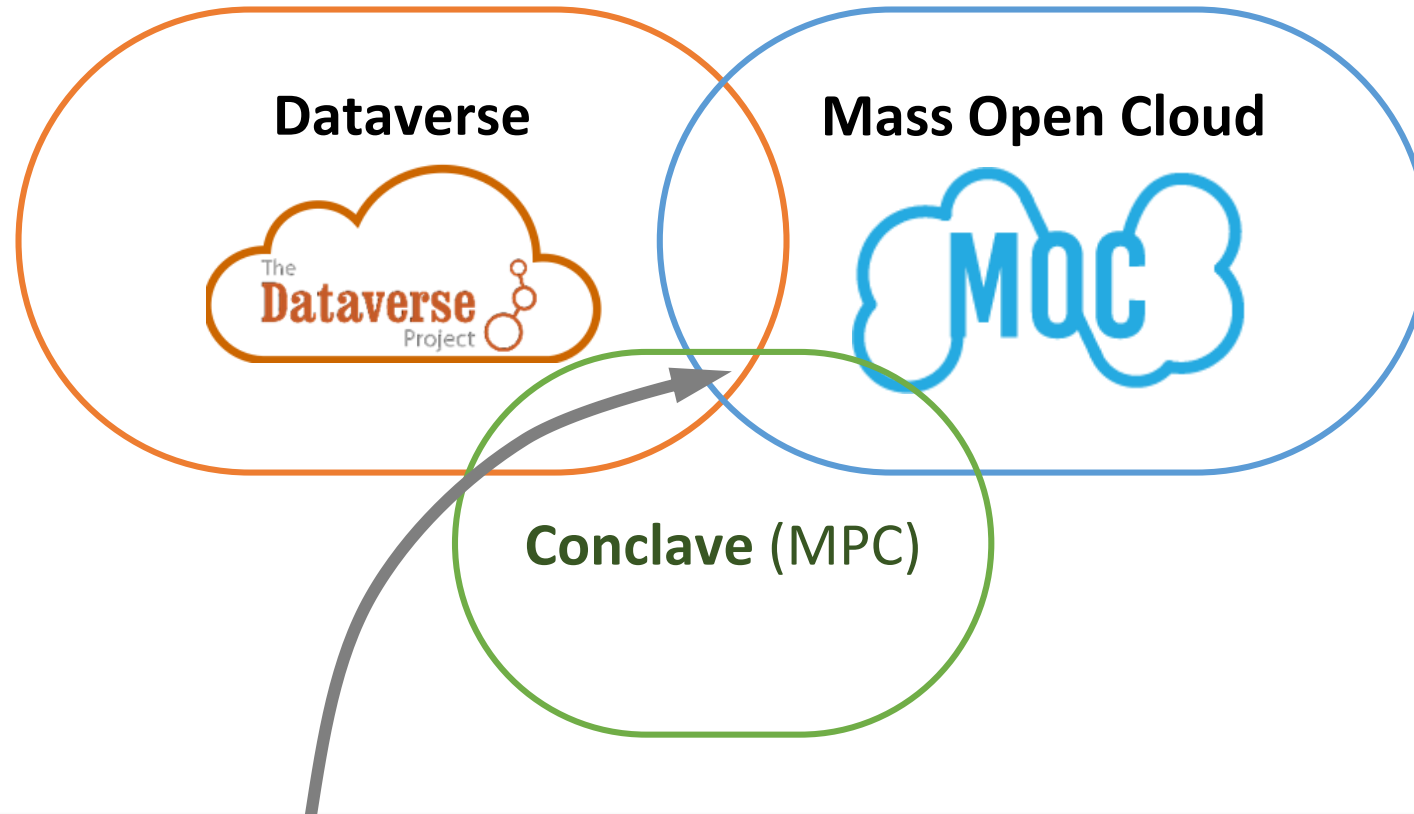 Dataverse
Mass Open Cloud
The
Dataverse
Project
MOC
Conclave (MPC)